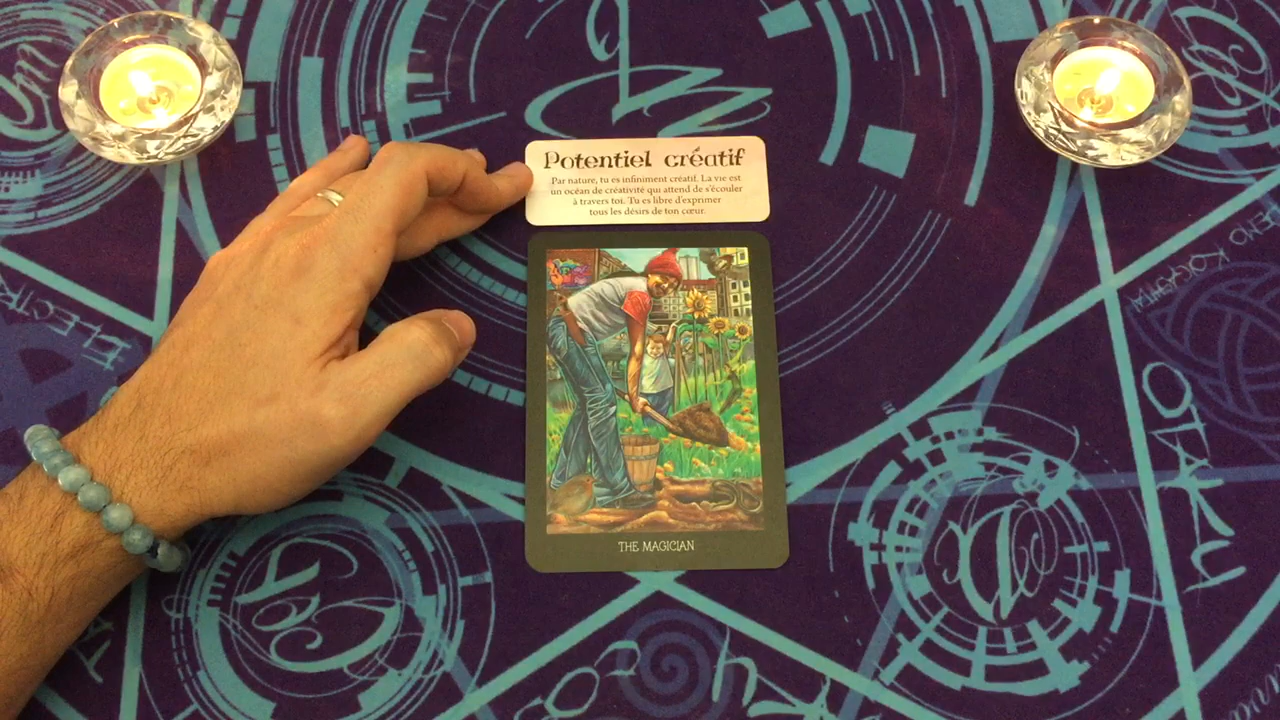 Potentiel créatif
Par nature, tu es infiniment créatif. La vie est
un océan de créativité qui attend de s'écouler
à travers toi. Tu es libre d'exprimer
tous les désirs de ton cœur.
THE MAGICIAN
OTAKU